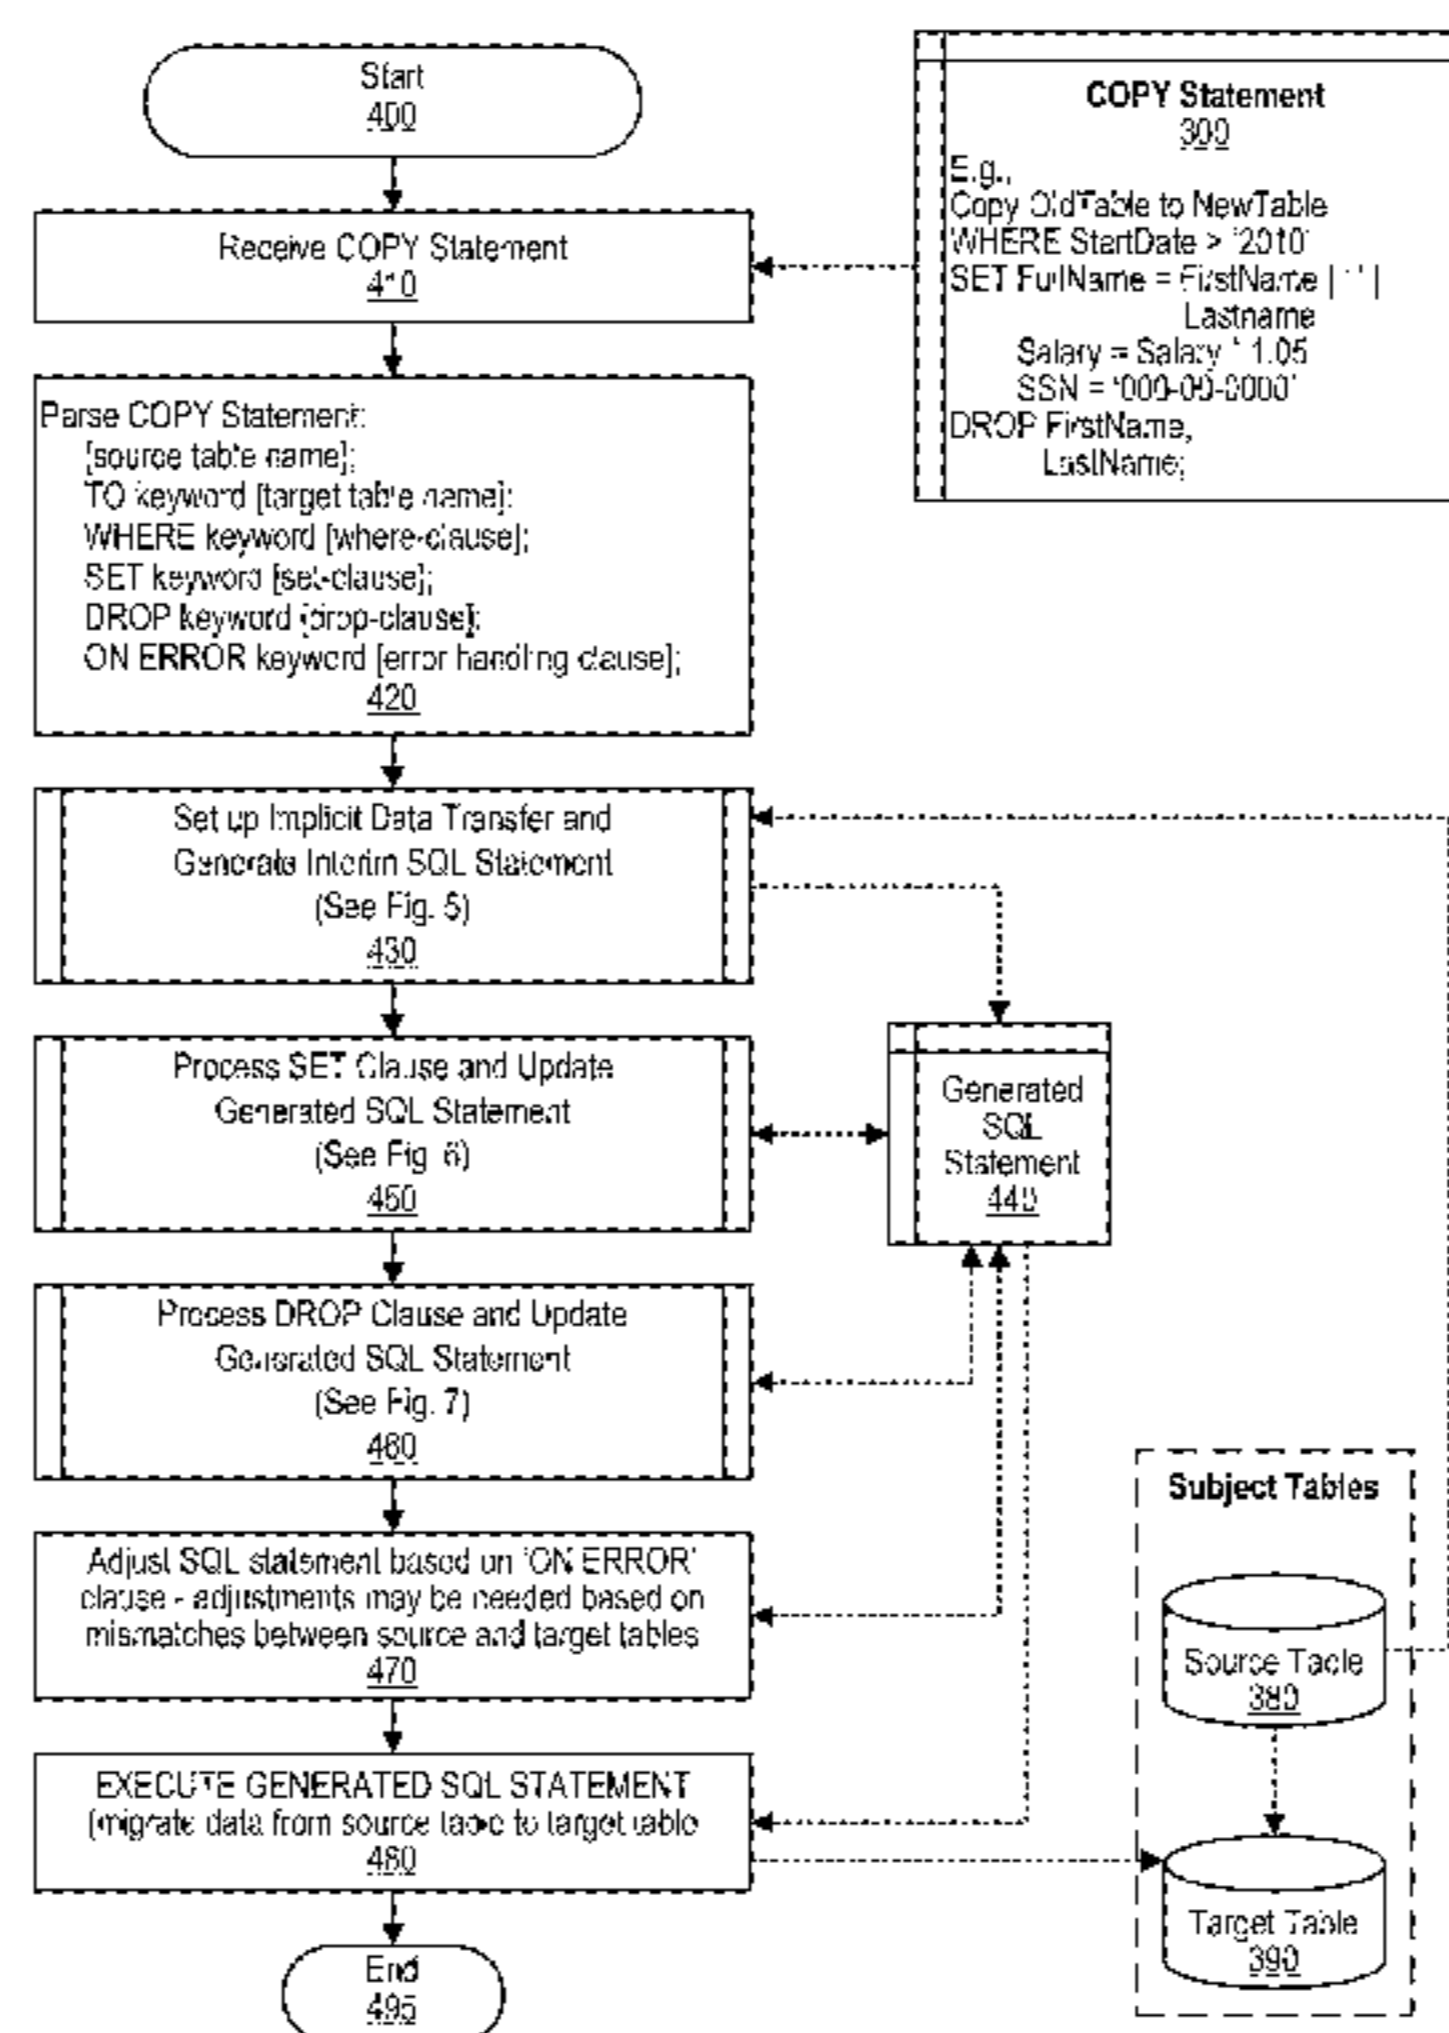 Start
400
Receive COPY Statement
410
Parse COPY Statement:
[source table name];
TO keyword [target table name];
WHERE keyword [where-clause];
SET keyword [set-clause];
DROP keyword [drop-clause];
ON ERROR keyword [error handling clause];
420
Set up Implicit Data Transfer and
Generate Interim SQL Statement
(See Fig. 5)
430
Process SET Clause and Update
Generated SQL Statement
(See Fig. 6)
450
Process DROP Clause and Update
Generated SQL Statement
(See Fig. 7)
460
Adjust SQL statement based on 'ON ERROR'
clause - adjustments may be needed based on
mismatches between source and target tables
470
EXECUTE GENERATED SQL STATEMENT
(migrate data from source table to target table
480
End
495
COPY Statement
300
E.g.,
Copy OldTable to NewTable
WHERE StartDate > '2010'
SET FullName = FirstName | ' ' |
Lastname
Salary = Salary * 1.05
SSN = '000-00-0000'
DROP FirstName,
LastName;
Generated
SQL
Statement
440
Subject Tables
Source Table
380
Target Table
390